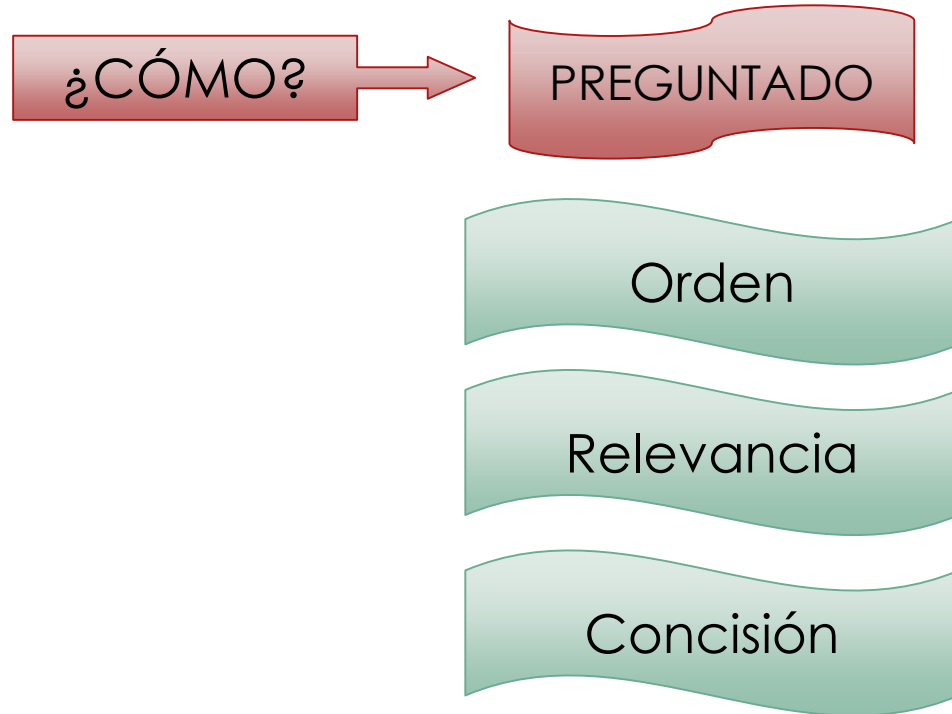 ¿CÓMO?
PREGUNTADO
Orden
Relevancia
Concisión